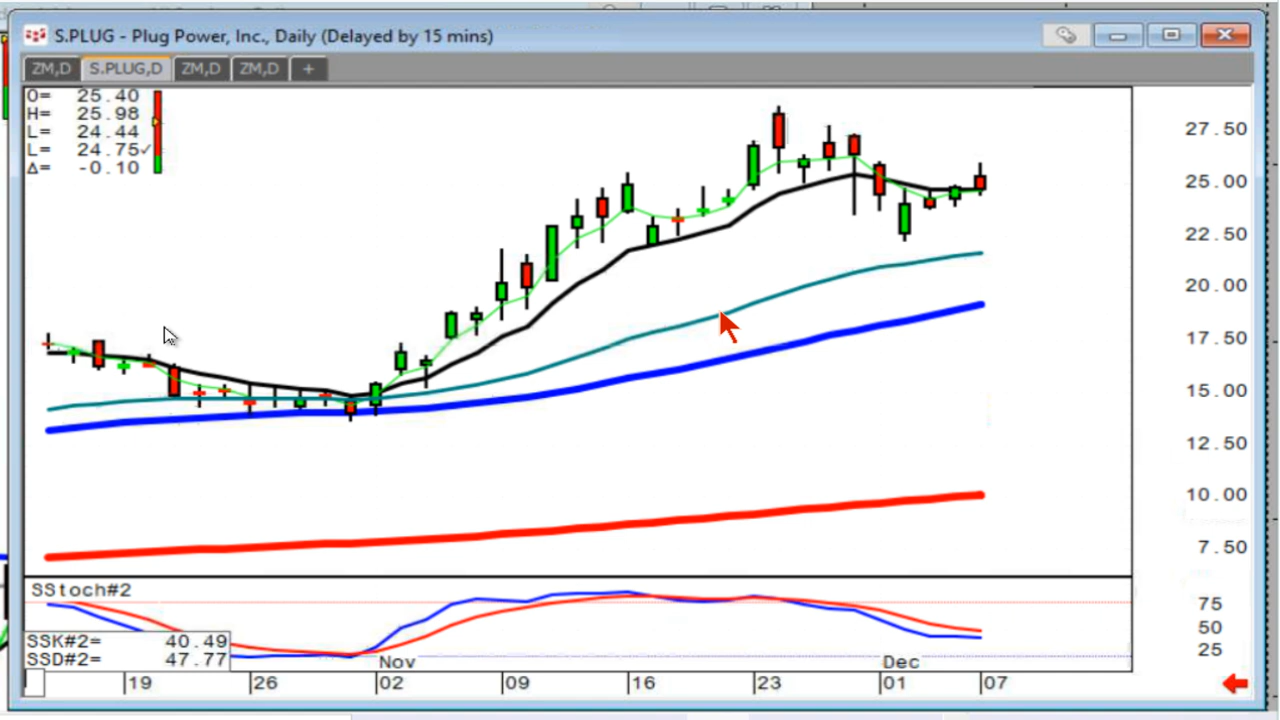 S.PLUG - Plug Power, Inc., Daily (Delayed by 15 mins)
ZM,D S.PLUG,D ZM,D ZM,D +
O= 25.40
H= 25.98
L= 24.44
L= 24.75✓
Δ= -0.10
27.50
25.00
22.50
20.00
17.50
15.00
12.50
10.00
7.50
SStoch#2
75
50
25
SSK#2= 40.49
SSD#2= 47.77
Nov Dec
19 26 02 09 16 23 01 07